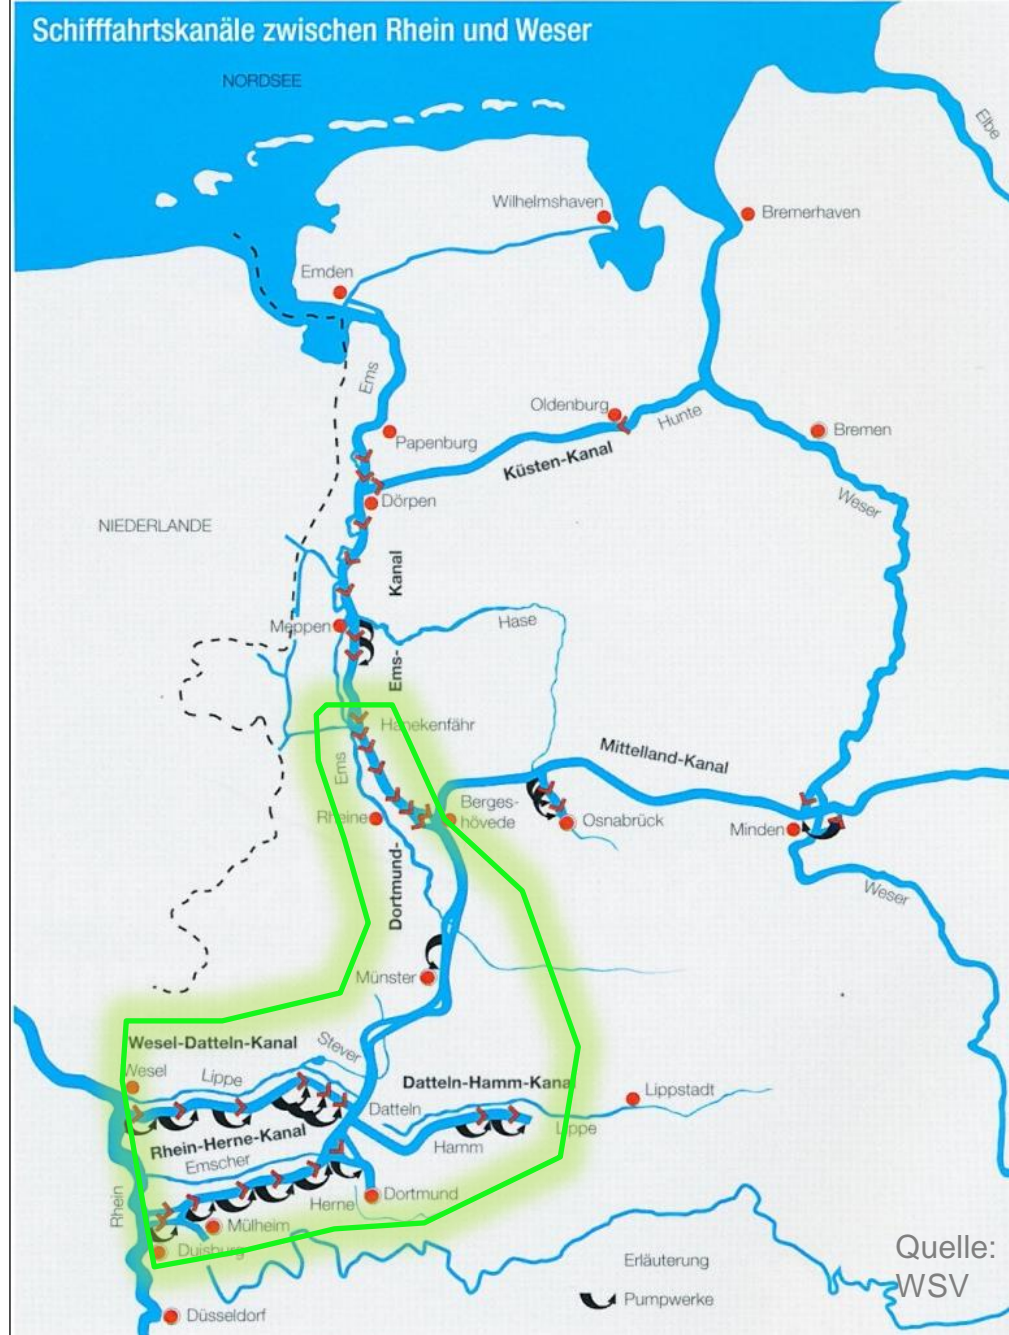 Schifffahrtskanäle zwischen Rhein und Weser
NORDSEE
Elbe
Wilhelmshaven
Bremerhaven
Emden
Ems
Oldenburg
Hunte
Papenburg
Bremen
Küsten-Kanal
Weser
Dörpen
NIEDERLANDE
Kanal
Hase
Meppen
Ems-
Hanekenfähr
Mittelland-Kanal
Ems
Rheine
Berges-
hövede
Osnabrück
Minden
Dortmund-
Weser
Münster
Wesel-Datteln-Kanal
Stever
Wesel
Lippe
Datteln-Hamm-Kanal
Lippstadt
Datteln
Rhein-Herne-Kanal
Lippe
Hamm
Emscher
Rhein
Herne
Dortmund
Mülheim
Duisburg
Erläuterung
Quelle:
WSV
Pumpwerke
Düsseldorf